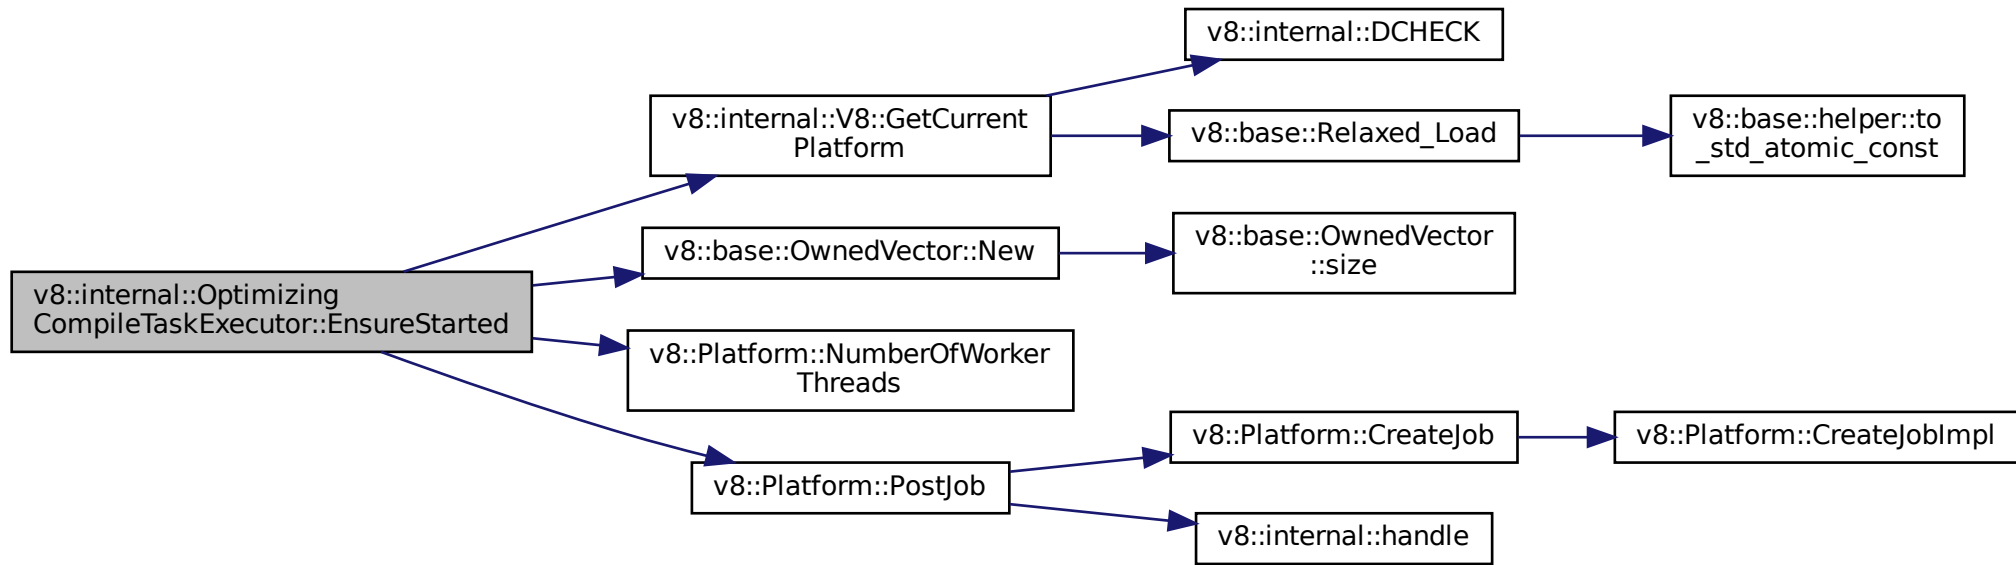 v8::internal::DCHECK
v8::internal::V8::GetCurrent
Platform
v8::base::Relaxed_Load
v8::base::helper::to
_std_atomic_const
v8::base::OwnedVector::New
v8::base::OwnedVector
::size
v8::internal::Optimizing
CompileTaskExecutor::EnsureStarted
v8::Platform::NumberOfWorker
Threads
v8::Platform::PostJob
v8::Platform::CreateJob
v8::Platform::CreateJobImpl
v8::internal::handle